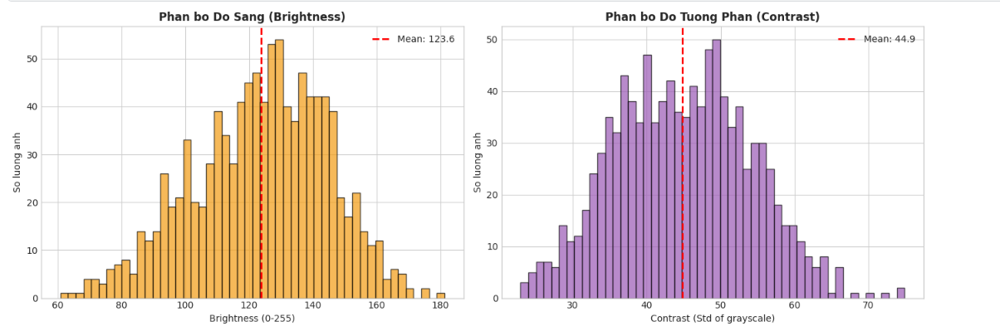 Phan bo Do Sang (Brightness)
Mean: 123.6
So luong anh
50
40
30
20
10
0
60 80 100 120 140 160 180
Brightness (0-255)
Phan bo Do Tuong Phan (Contrast)
Mean: 44.9
So luong anh
50
40
30
20
10
0
30 40 50 60 70
Contrast (Std of grayscale)